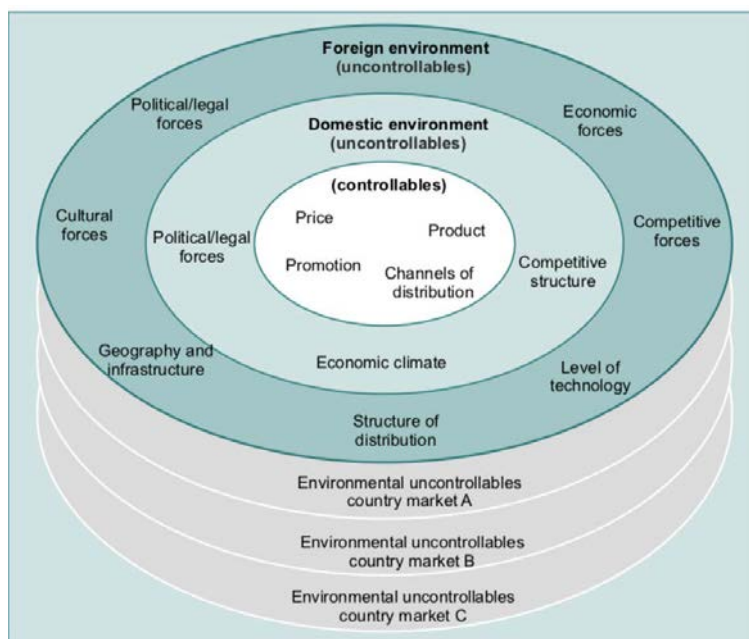 Foreign environment
(uncontrollables)
Political/legal
forces
Economic
forces
Domestic environment
(uncontrollables)
(controllables)
Cultural
forces
Political/legal
forces
Price
Product
Promotion
Channels of
distribution
Competitive
structure
Competitive
forces
Geography and
infrastructure
Economic climate
Level of
technology
Structure of
distribution
Environmental uncontrollables
country market A
Environmental uncontrollables
country market B
Environmental uncontrollables
country market C